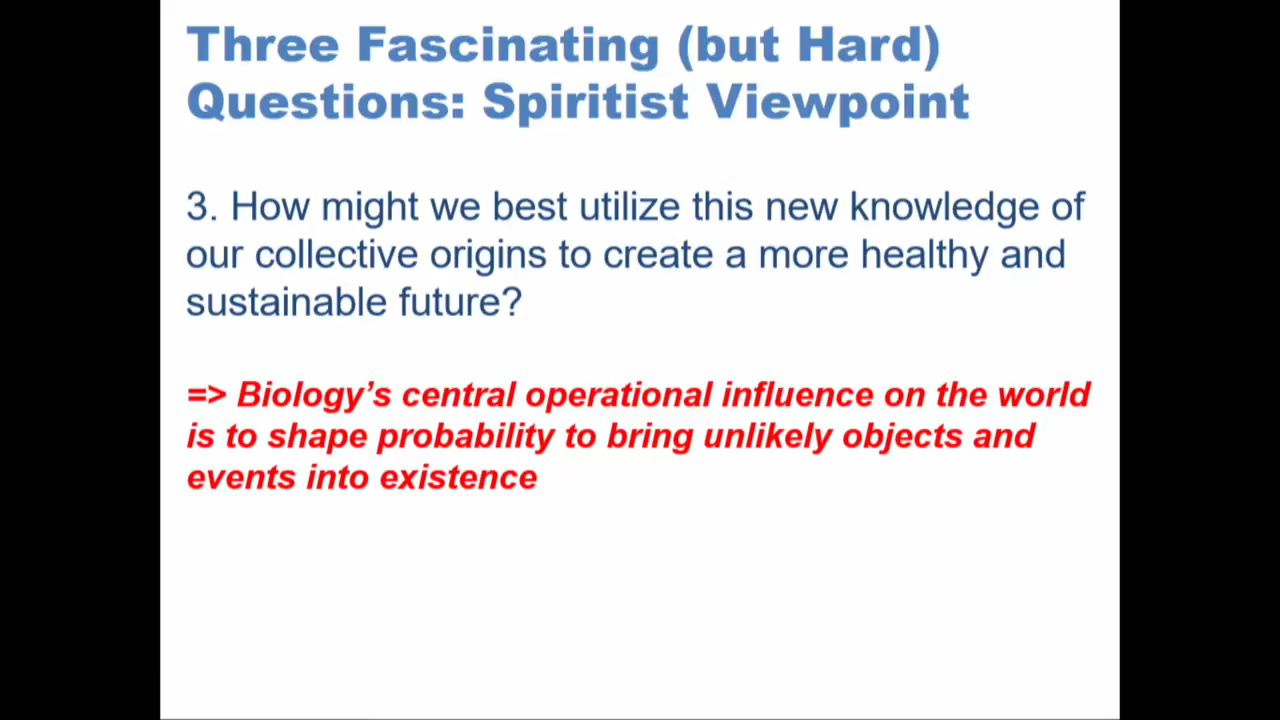 Three Fascinating (but Hard)
Questions: Spiritist Viewpoint
3. How might we best utilize this new knowledge of
our collective origins to create a more healthy and
sustainable future?
=> Biology’s central operational influence on the world
is to shape probability to bring unlikely objects and
events into existence